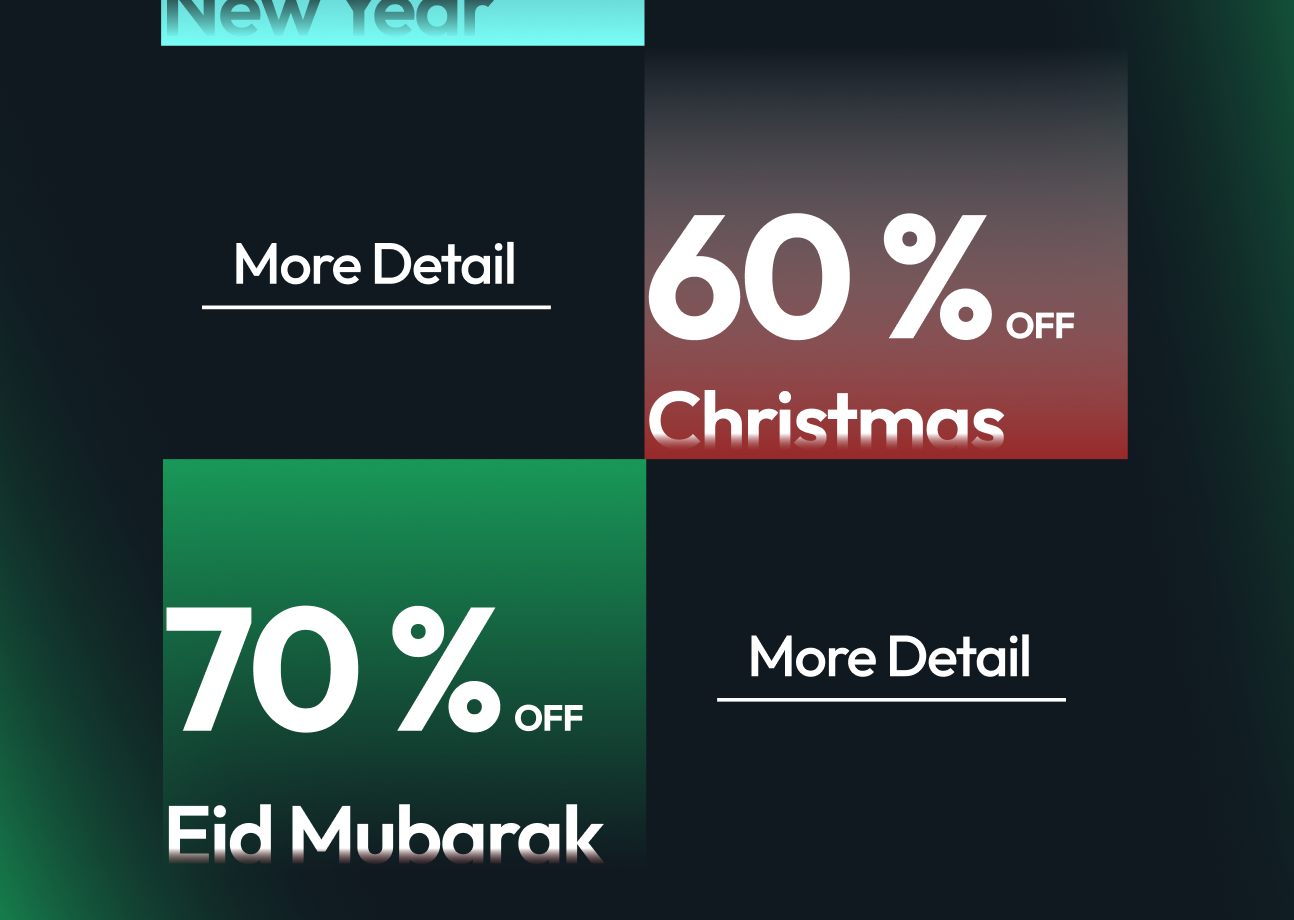 New Year
More Detail
60 % OFF
Christmas
70 % OFF
Eid Mubarak
More Detail